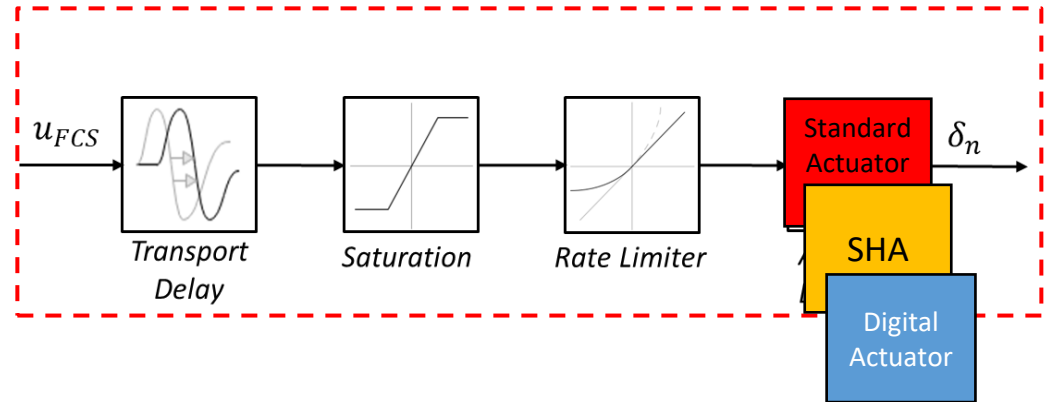 u_FCS
Transport
Delay
Saturation
Rate Limiter
Standard
Actuator
δ_n
SHA
Digital
Actuator